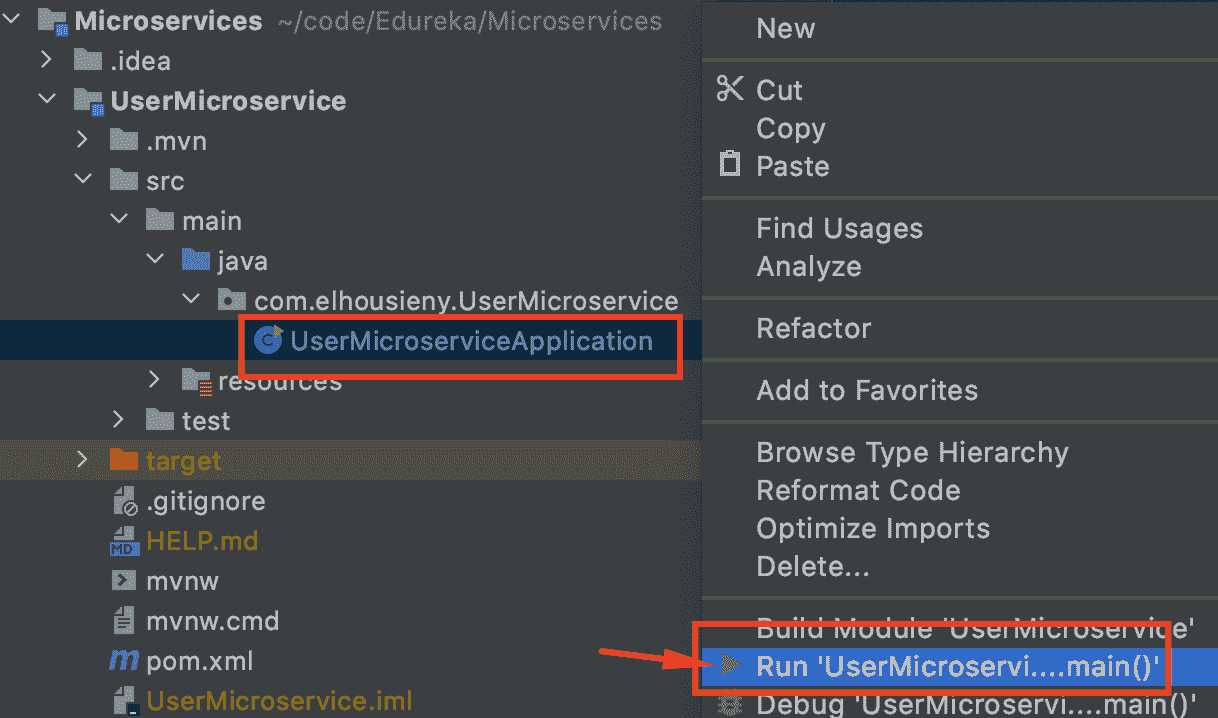 Microservices ~/code/Edureka/Microservices
.idea
UserMicroservice
.mvn
src
main
java
com.elhousieny.UserMicroservice
UserMicroserviceApplication
resources
test
target
.gitignore
MD HELP.md
mvnw
mvnw.cmd
m pom.xml
UserMicroservice.iml
New
Cut
Copy
Paste
Find Usages
Analyze
Refactor
Add to Favorites
Browse Type Hierarchy
Reformat Code
Optimize Imports
Delete...
Build Module 'UserMicroservice'
Run 'UserMicroservi....main()'
Debug 'UserMicroservi....main()'